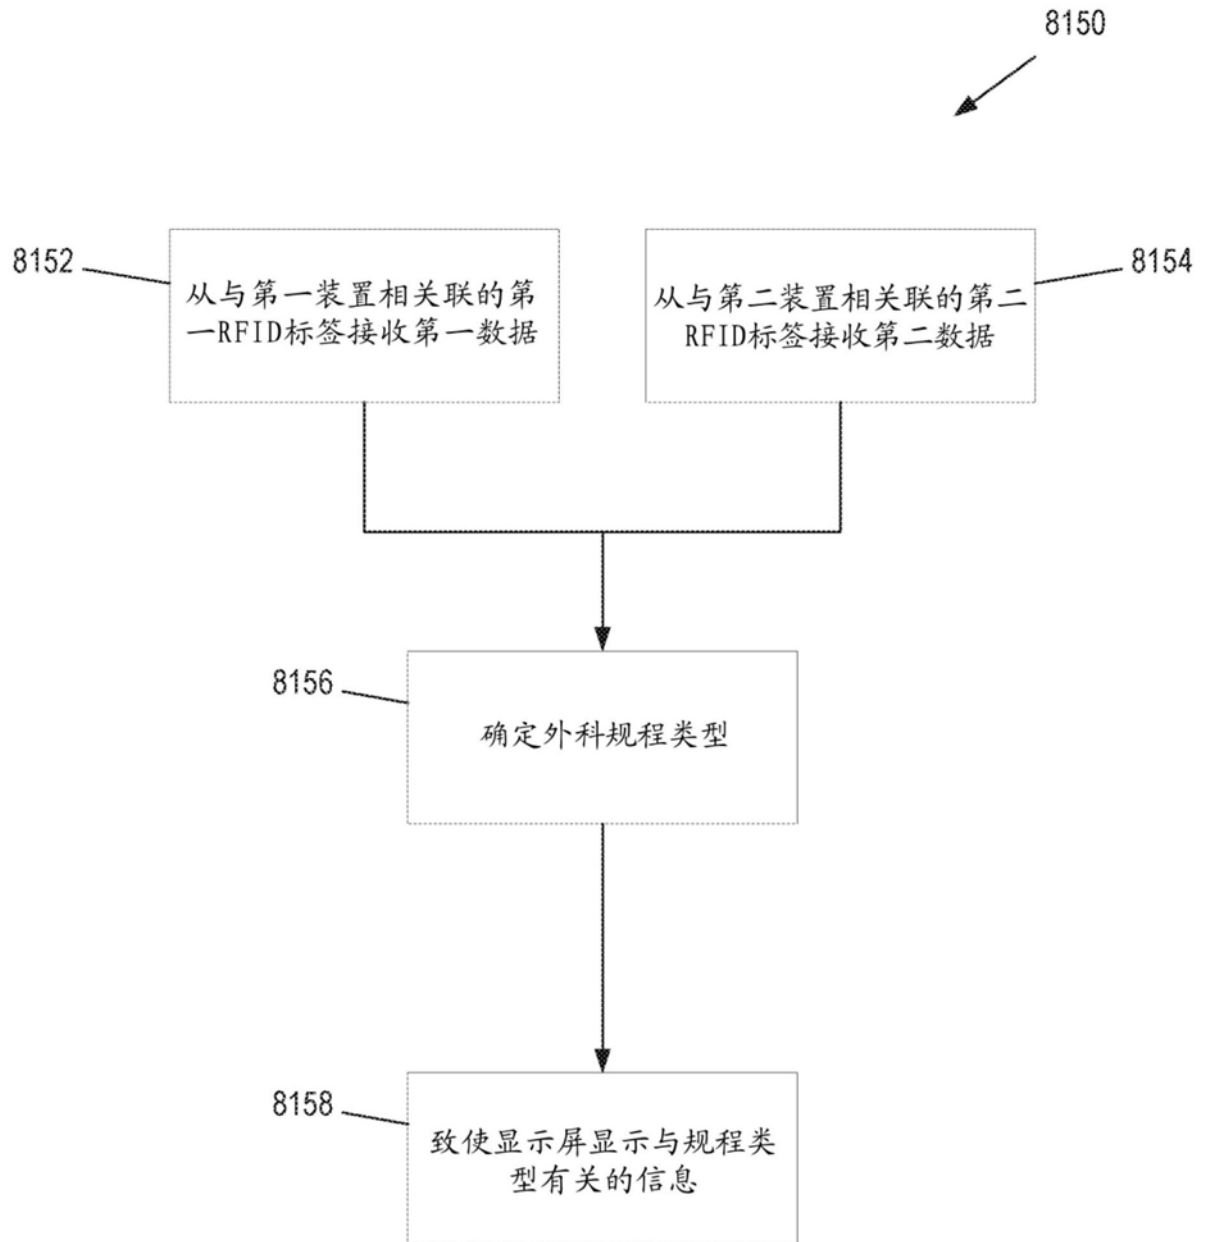 8150
8152
从与第一装置相关联的第
一RFID标签接收第一数据
8154
从与第二装置相关联的第二
RFID标签接收第二数据
8156
确定外科规程类型
8158
致使显示屏显示与规程类
型有关的信息